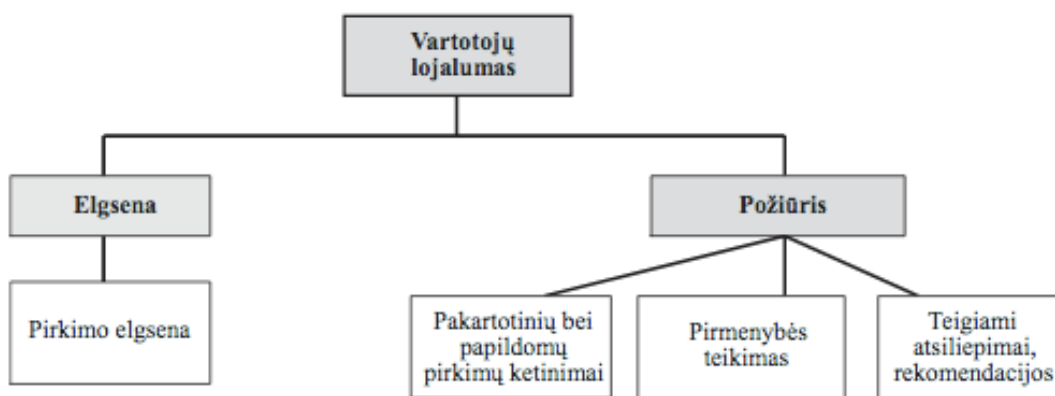 Vartotojų
lojalumas
Elgsena
Požiūris
Pirkimo elgsena
Pakartotinių bei
papildomų
pirkimų ketinimai
Pirmenybės
teikimas
Teigiami
atsiliepimai,
rekomendacijos